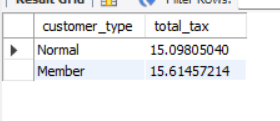 Result Grid Filter Rows:
customer_type total_tax
Normal 15.09805040
Member 15.61457214